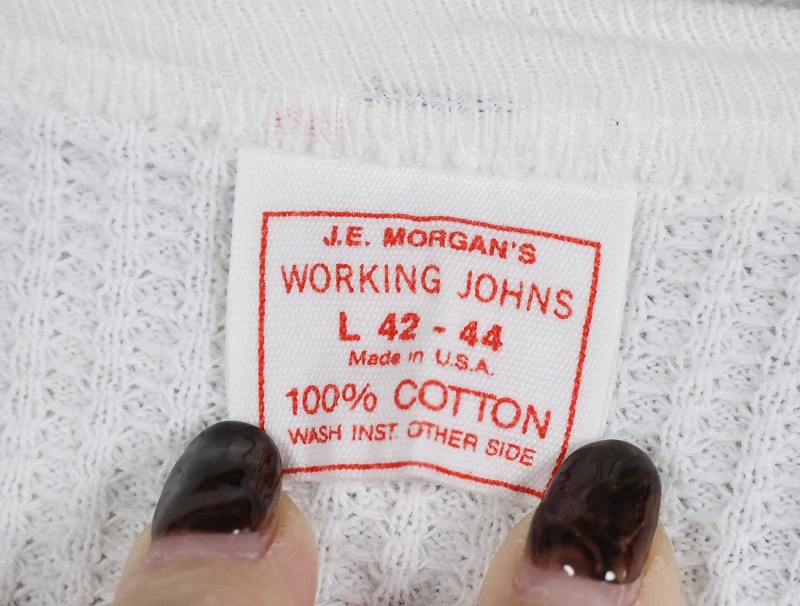 J.E. MORGAN'S
WORKING JOHNS
L 42 - 44
Made in U.S.A.
100% COTTON
WASH INST. OTHER SIDE